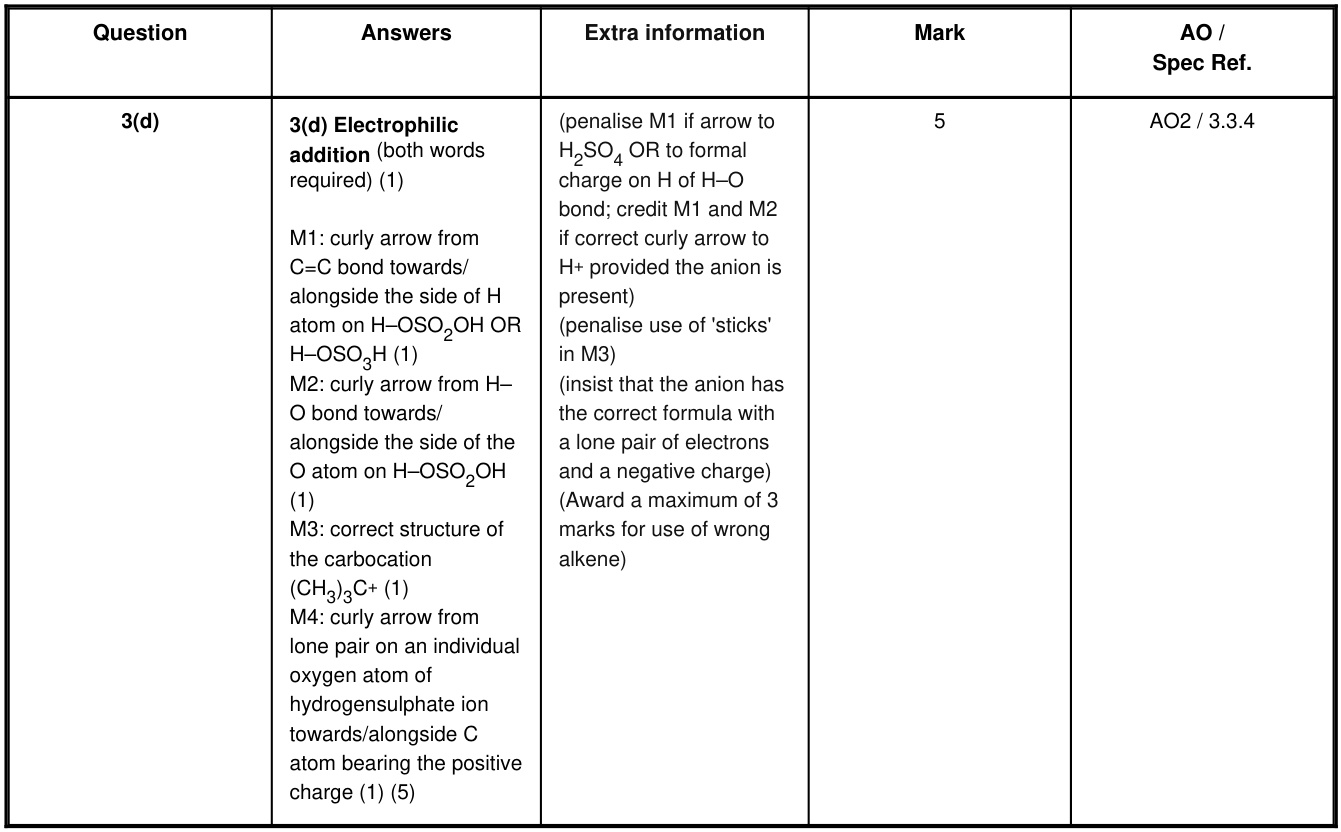 Question Answers Extra information Mark AO /
Spec Ref.
3(d)
3(d) Electrophilic
addition (both words
required) (1)
M1: curly arrow from
C=C bond towards/
alongside the side of H
atom on H–OSO₂OH OR
H–OSO₃H (1)
M2: curly arrow from H–
O bond towards/
alongside the side of the
O atom on H–OSO₂OH
(1)
M3: correct structure of
the carbocation
(CH₃)₃C+ (1)
M4: curly arrow from
lone pair on an individual
oxygen atom of
hydrogensulphate ion
towards/alongside C
atom bearing the positive
charge (1) (5)
(penalise M1 if arrow to
H₂SO₄ OR to formal
charge on H of H–O
bond; credit M1 and M2
if correct curly arrow to
H+ provided the anion is
present)
(penalise use of 'sticks'
in M3)
(insist that the anion has
the correct formula with
a lone pair of electrons
and a negative charge)
(Award a maximum of 3
marks for use of wrong
alkene)
5
AO2 / 3.3.4